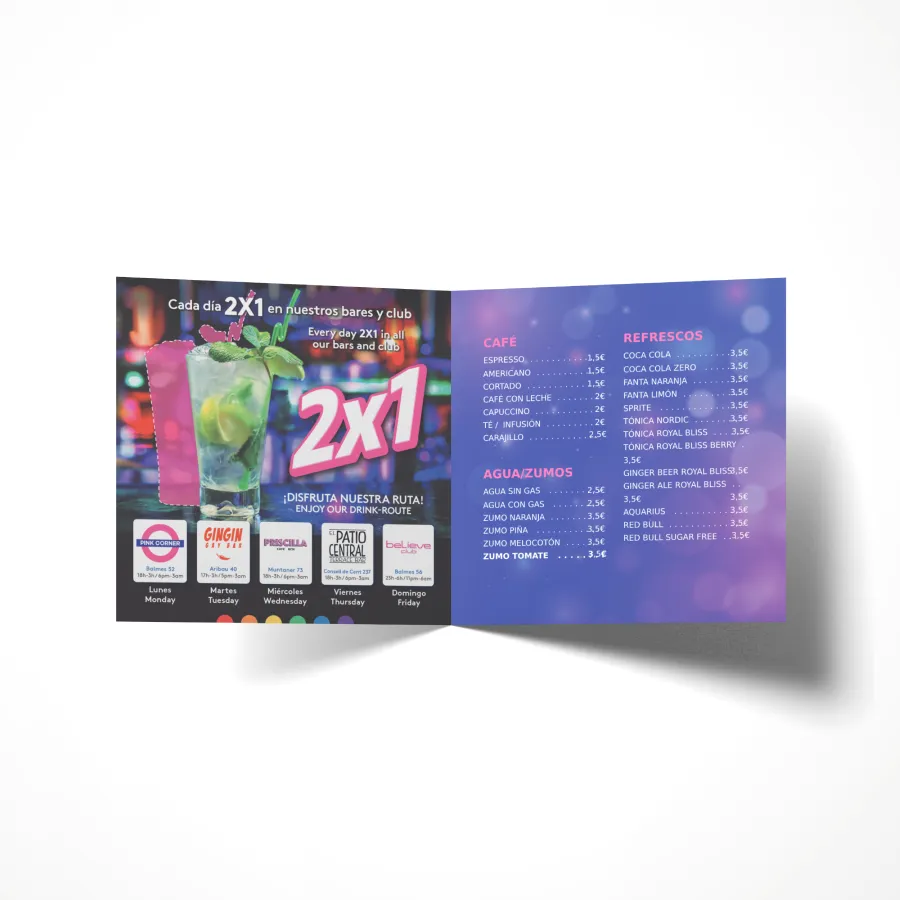 Cada día 2X1 en nuestros bares y club
Every day 2X1 in all
our bars and club
2x1
¡DISFRUTA NUESTRA RUTA!
ENJOY OUR DRINK-ROUTE
PINK CORNER
Balmes 52
18h-3h/6pm-3am
Lunes
Monday
GINGIN
GAY BAR
Aribau 40
17h-3h/5pm-3am
Martes
Tuesday
PRISCILLA
Muntaner 73
18h-3h/6pm-3am
Miércoles
Wednesday
EL PATIO
CENTRAL
Consell de Cent 237
18h-3h/6pm-3am
Viernes
Thursday
beLieve
club
Balmes 56
23h-6h/11pm-6am
Domingo
Friday
CAFÉ
ESPRESSO. . . . . . . . . . .1,5€
AMERICANO . . . . . . . . . .1,5€
CORTADO . . . . . . . . . . .1,5€
CAFÉ CON LECHE . . . . . . . . 2€
CAPUCCINO . . . . . . . . . . 2€
TÉ / INFUSIÓN . . . . . . . . . 2€
CARAJILLO . . . . . . . . . . 2,5€
AGUA/ZUMOS
AGUA SIN GAS . . . . . . . 2,5€
AGUA CON GAS . . . . . . . 2,5€
ZUMO NARANJA . . . . . . .3,5€
ZUMO PIÑA . . . . . . . . . .3,5€
ZUMO MELOCOTÓN . . . . 3,5€
ZUMO TOMATE . . . . . 3,5€
REFRESCOS
COCA COLA . . . . . . . . . .3,5€
COCA COLA ZERO . . . . . 3,5€
FANTA NARANJA . . . . . . .3,5€
FANTA LIMÓN . . . . . . . . 3,5€
SPRITE . . . . . . . . . . . .3,5€
TÓNICA NORDIC . . . . . . .3,5€
TÓNICA ROYAL BLISS . . . 3,5€
TÓNICA ROYAL BLISS BERRY . .
3,5€
GINGER BEER ROYAL BLISS3,5€
GINGER ALE ROYAL BLISS . .
3,5€ 3,5€
AQUARIUS . . . . . . . . . . 3,5€
RED BULL . . . . . . . . . . .3,5€
RED BULL SUGAR FREE . .3,5€